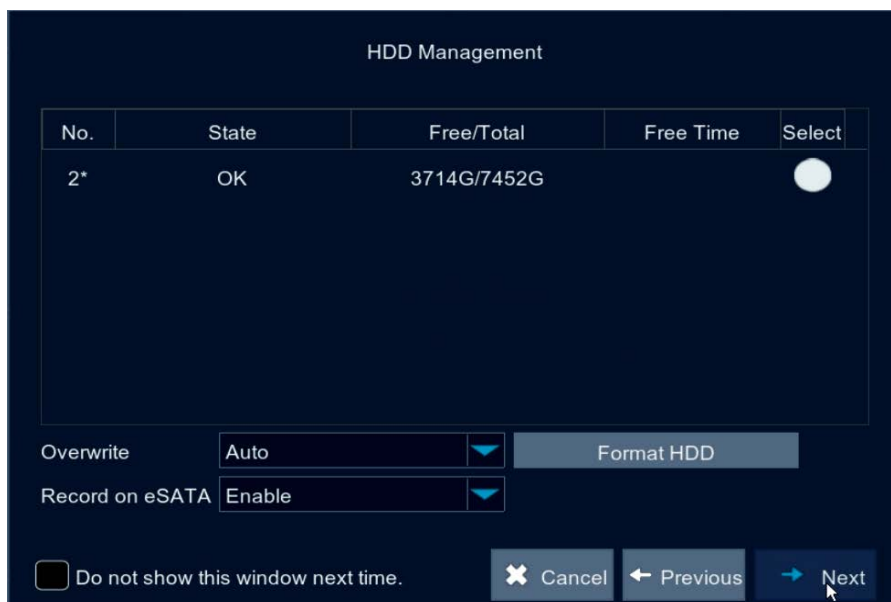 HDD Management
No. State Free/Total Free Time Select
2* OK 3714G/7452G
Overwrite Auto Format HDD
Record on eSATA Enable
Do not show this window next time. Cancel Previous Next